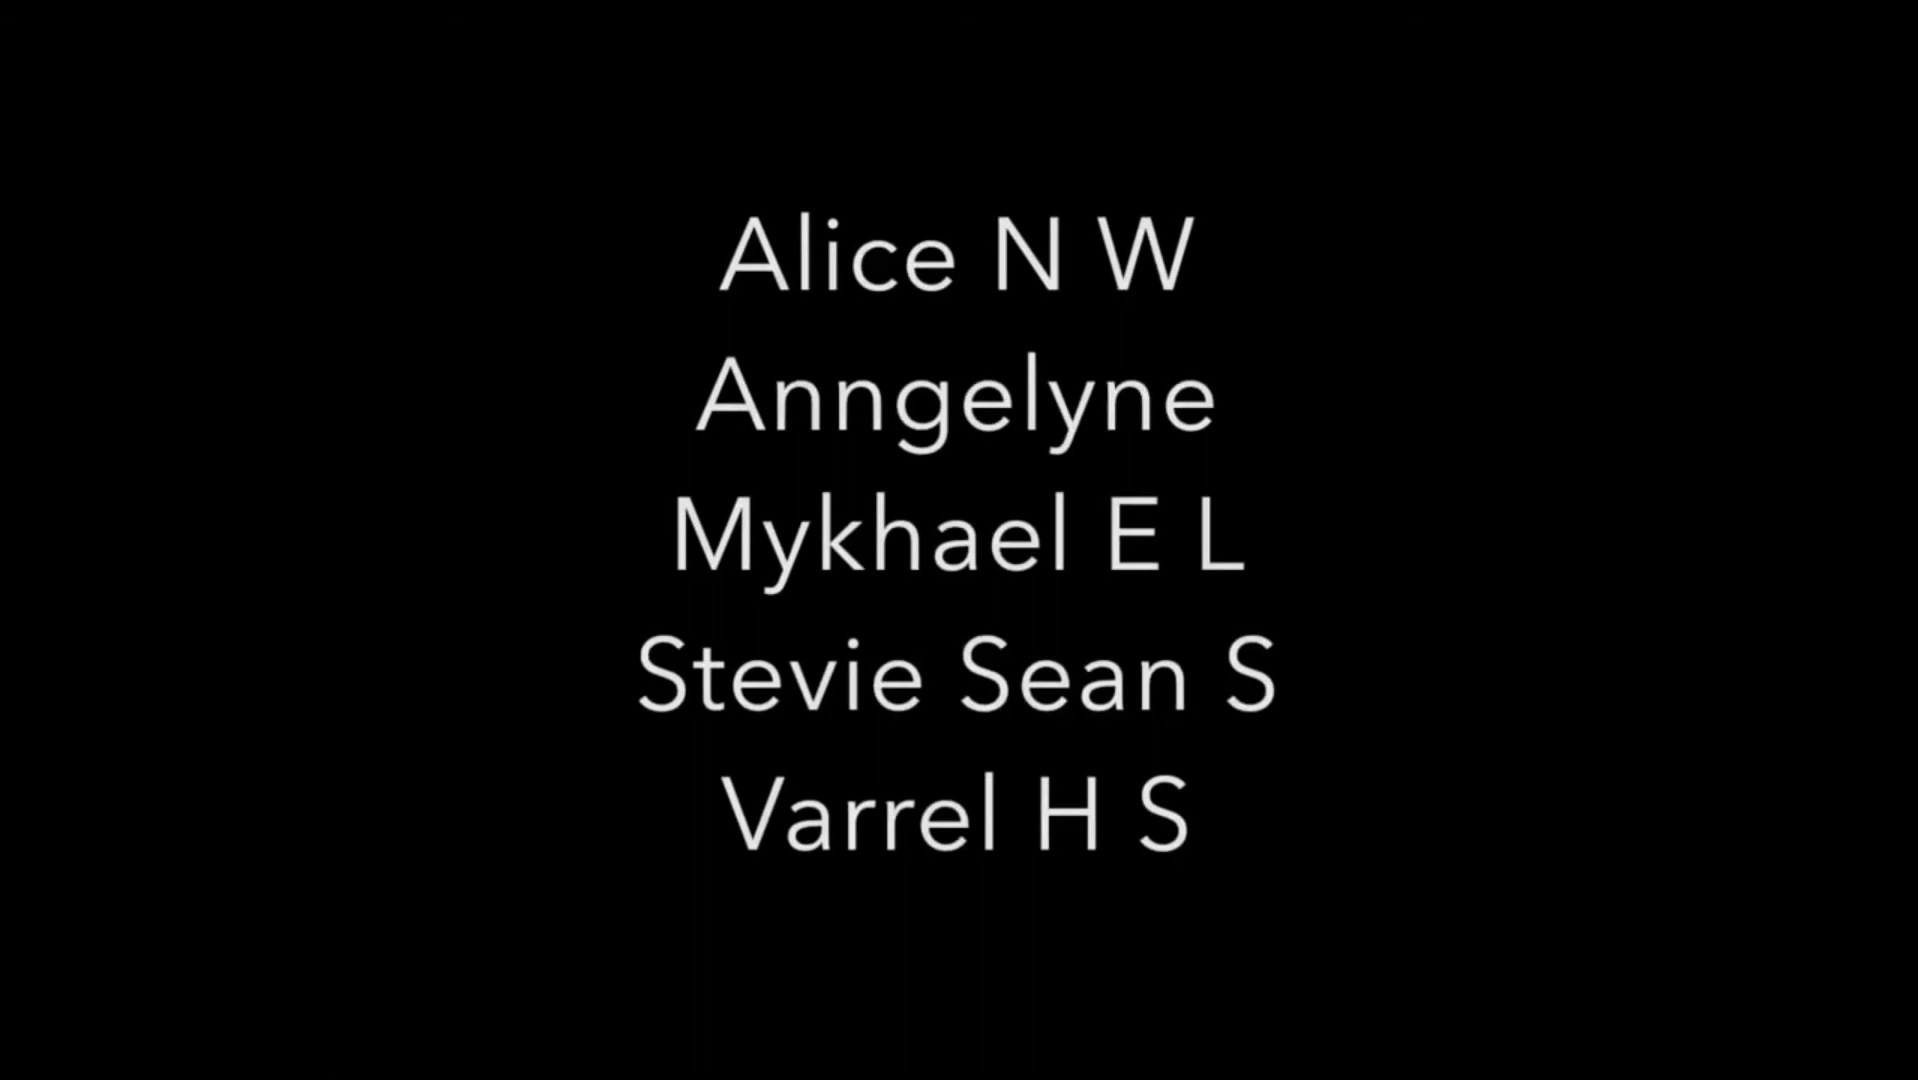 Alice N W
Anngelyne
Mykhael E L
Stevie Sean S
Varrel H S